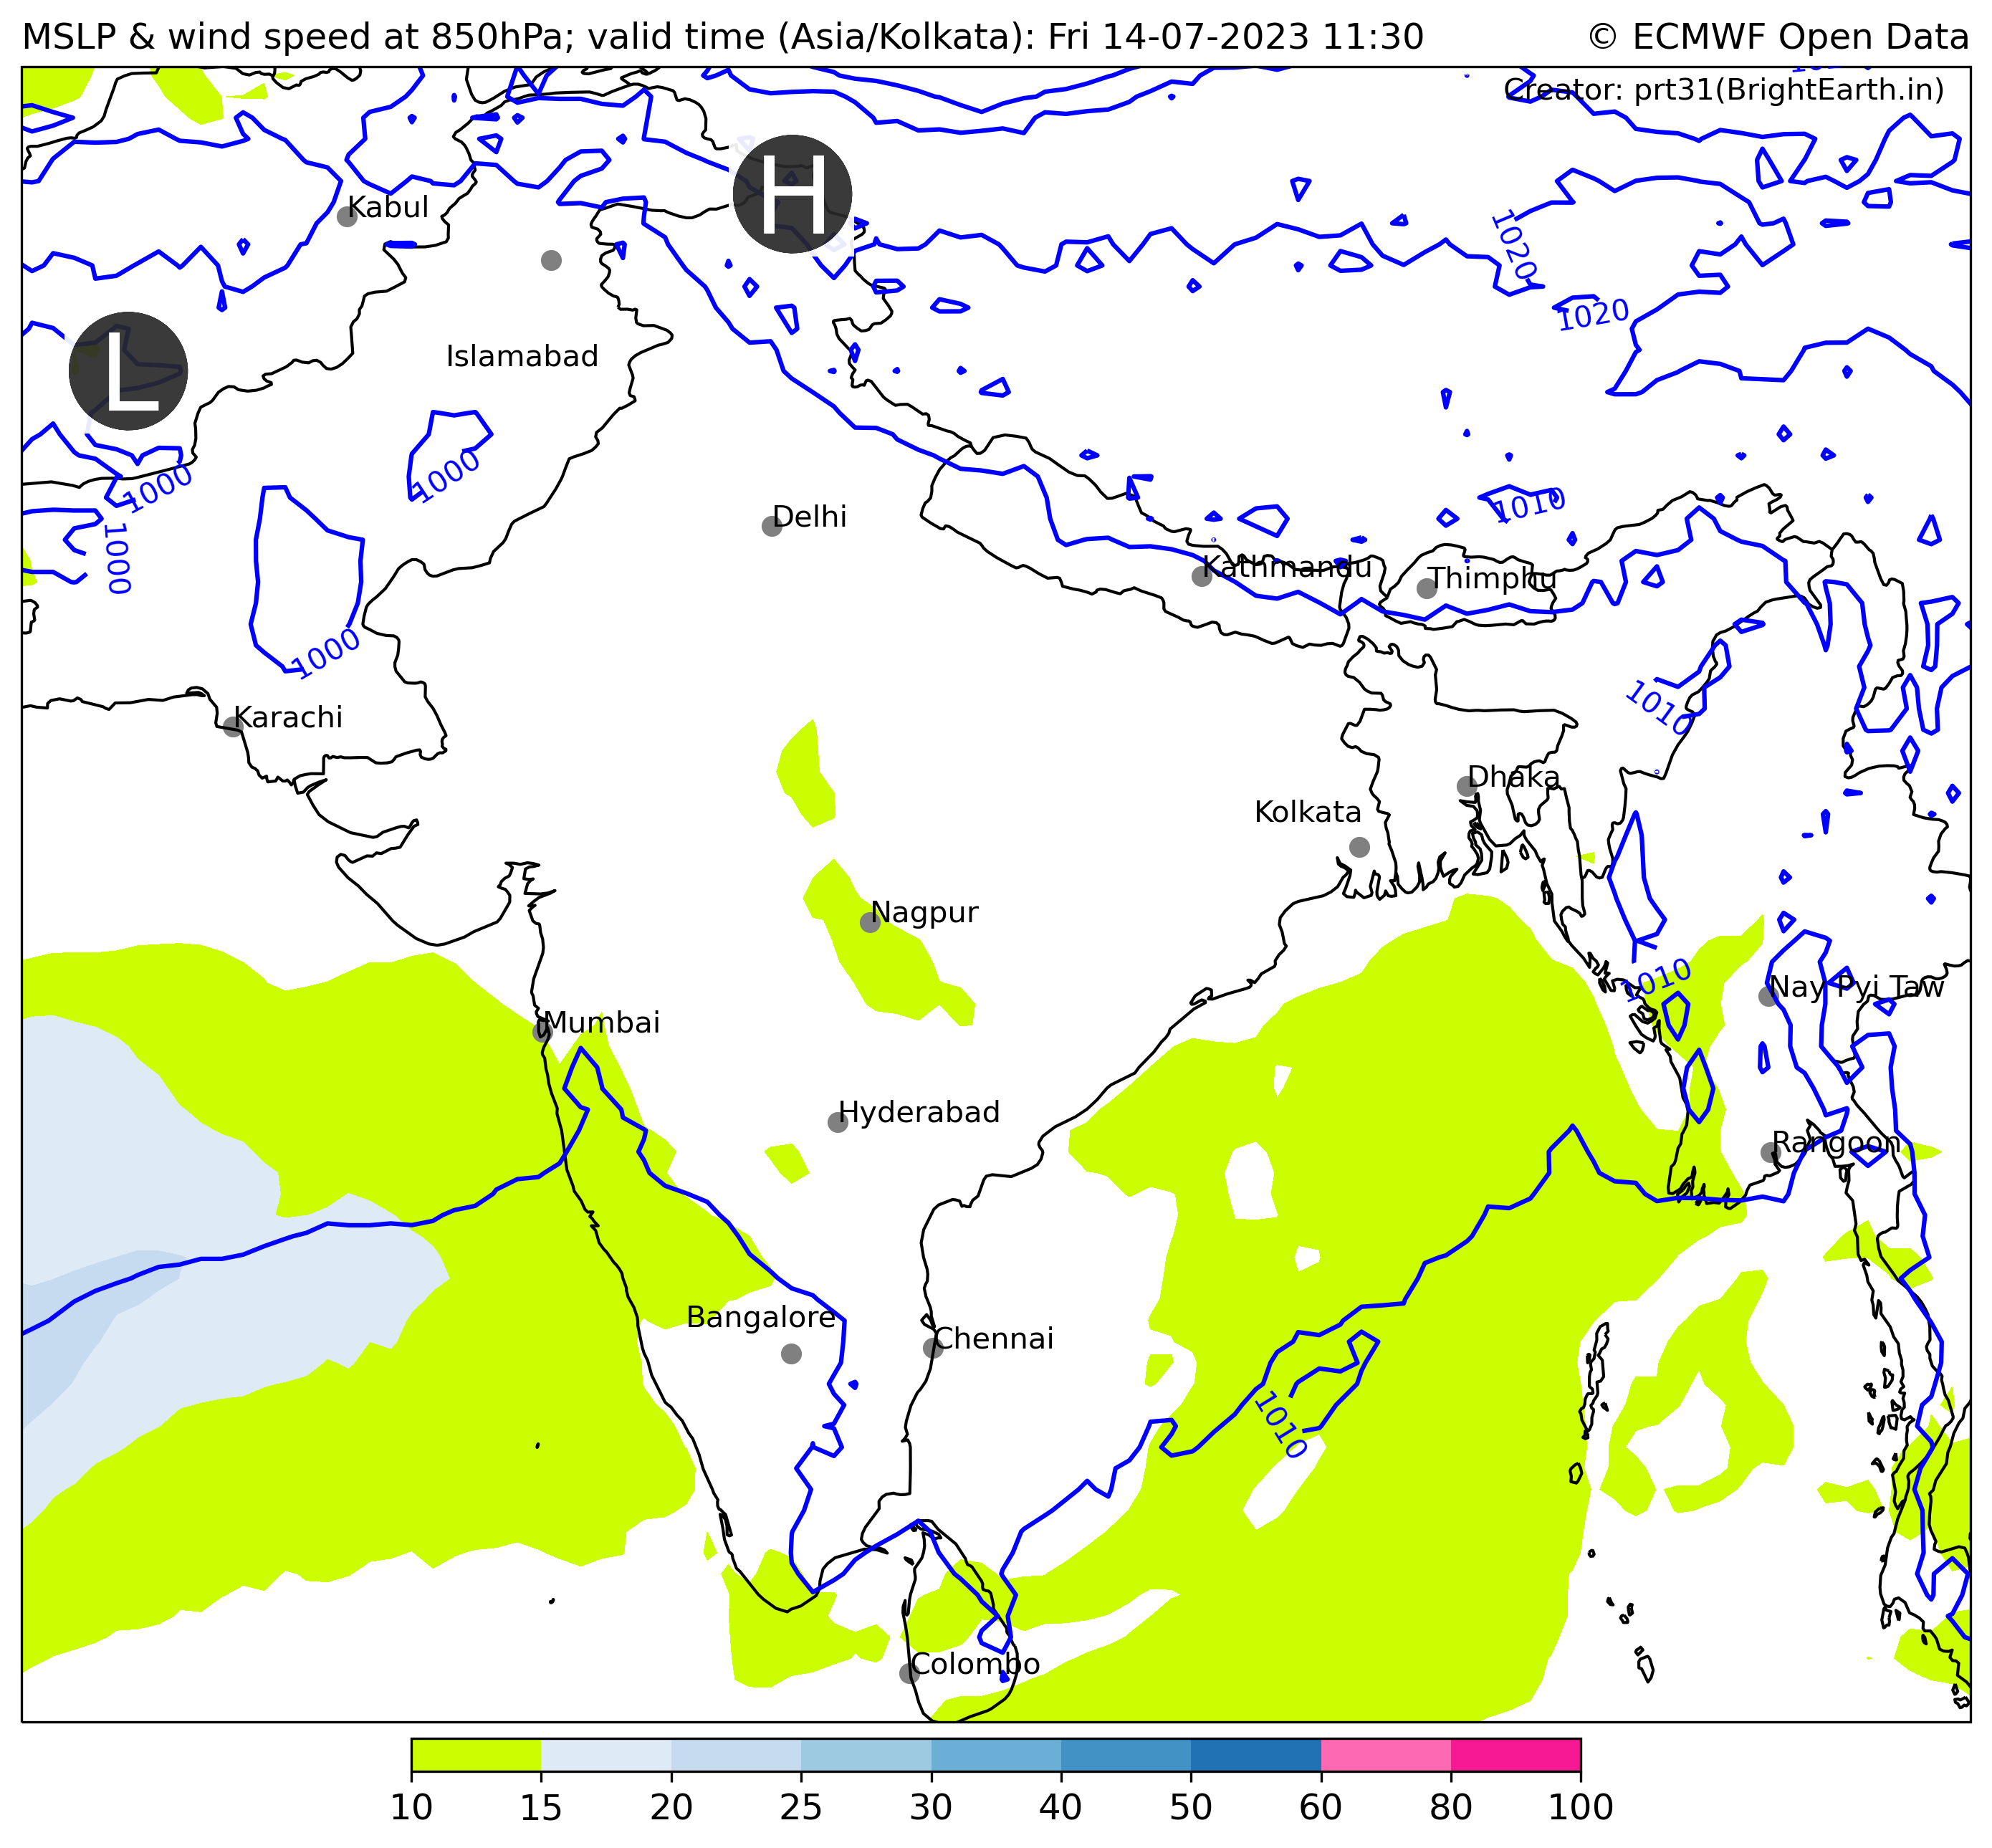 MSLP & wind speed at 850hPa; valid time (Asia/Kolkata): Fri 14-07-2023 11:30
© ECMWF Open Data
Creator: prt31(BrightEarth.in)
H
Kabul
1020
1020
L
Islamabad
1000
1000
1000
Delhi
1010
Kathmandu
Thimphu
1000
1010
Karachi
Dhaka
Kolkata
Nagpur
1010
Nay Pyi Taw
Mumbai
Hyderabad
Rangoon
Bangalore
Chennai
1010
Colombo
10 15 20 25 30 40 50 60 80 100